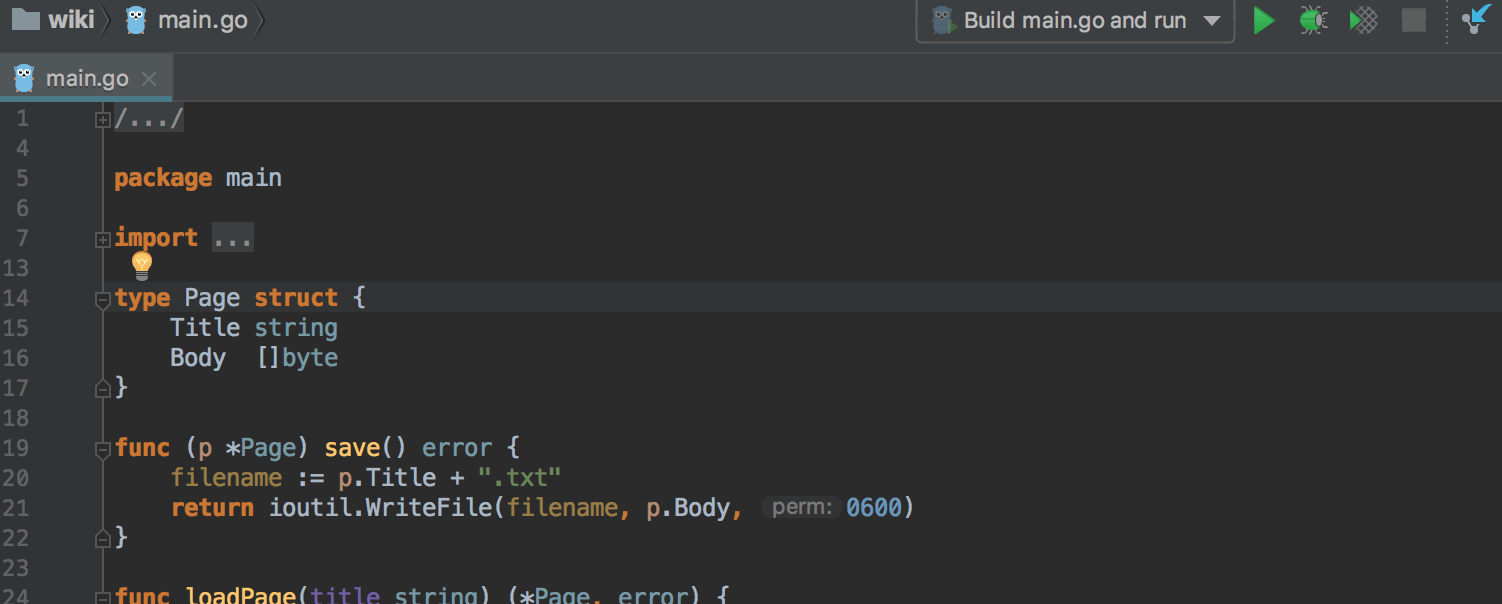 wiki main.go Build main.go and run
main.go
1 /.../
4
5 package main
6
7 import ...
13
14 type Page struct {
15     Title string
16     Body  []byte
17 }
18
19 func (p *Page) save() error {
20     filename := p.Title + ".txt"
21     return ioutil.WriteFile(filename, p.Body, perm: 0600)
22 }
23
24 func loadPage(title string) (*Page, error) {